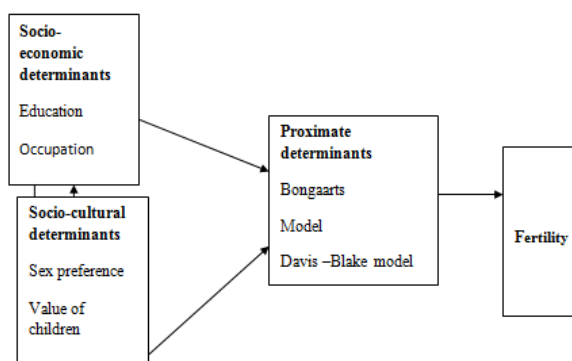 Socio-
economic
determinants
Education
Occupation
Socio-cultural
determinants
Sex preference
Value of
children
Proximate
determinants
Bongaarts
Model
Davis –Blake model
Fertility